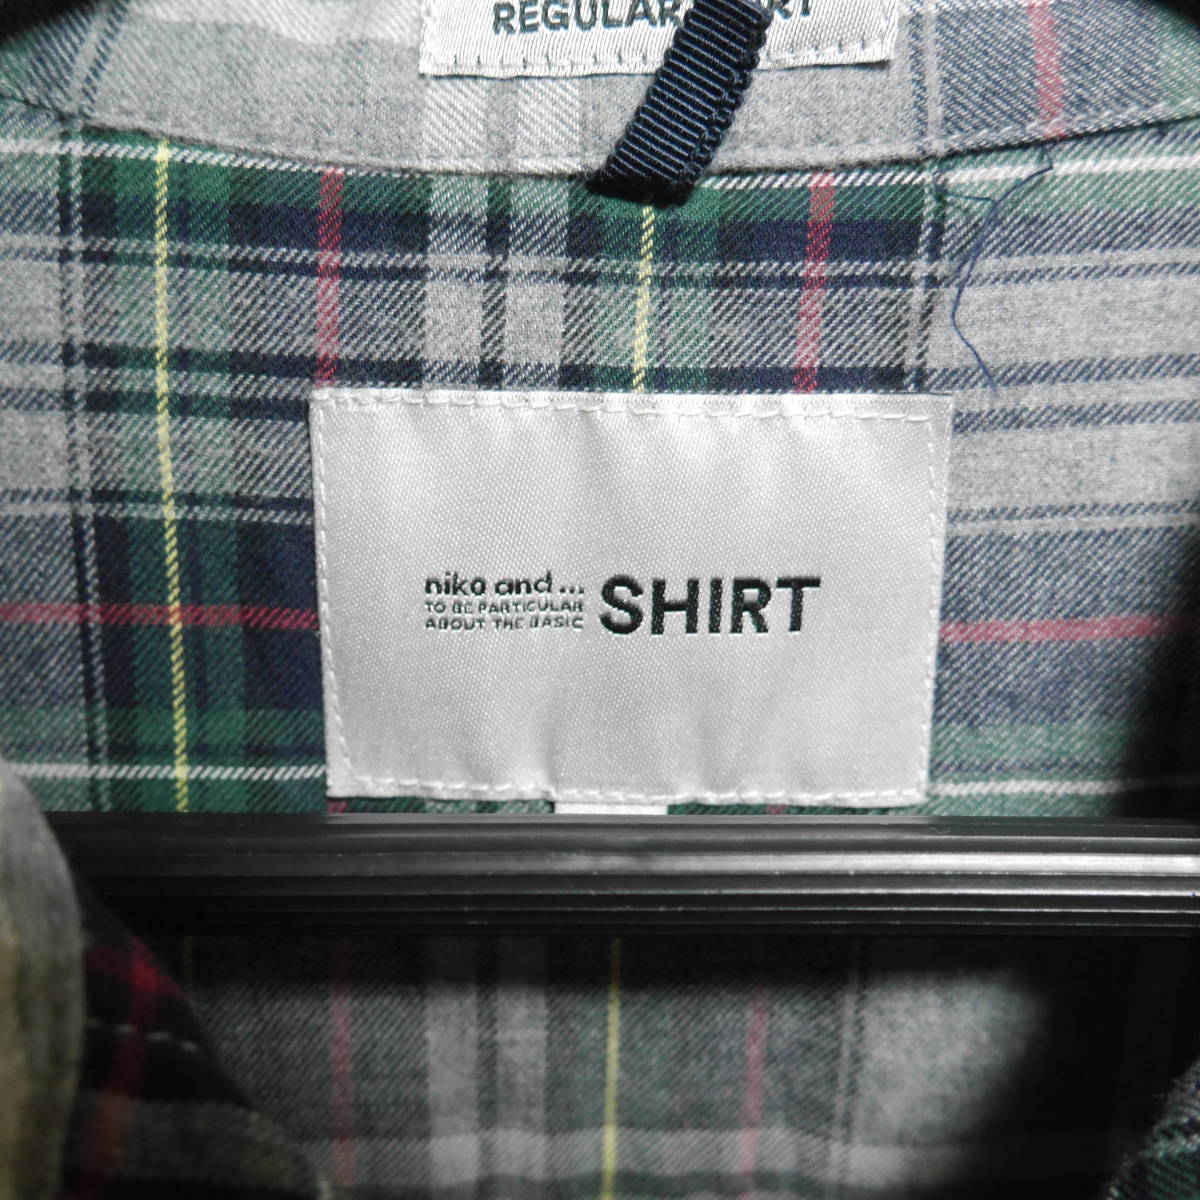 REGULAR
niko and ...
TO BE PARTICULAR
ABOUT THE BASIC
SHIRT